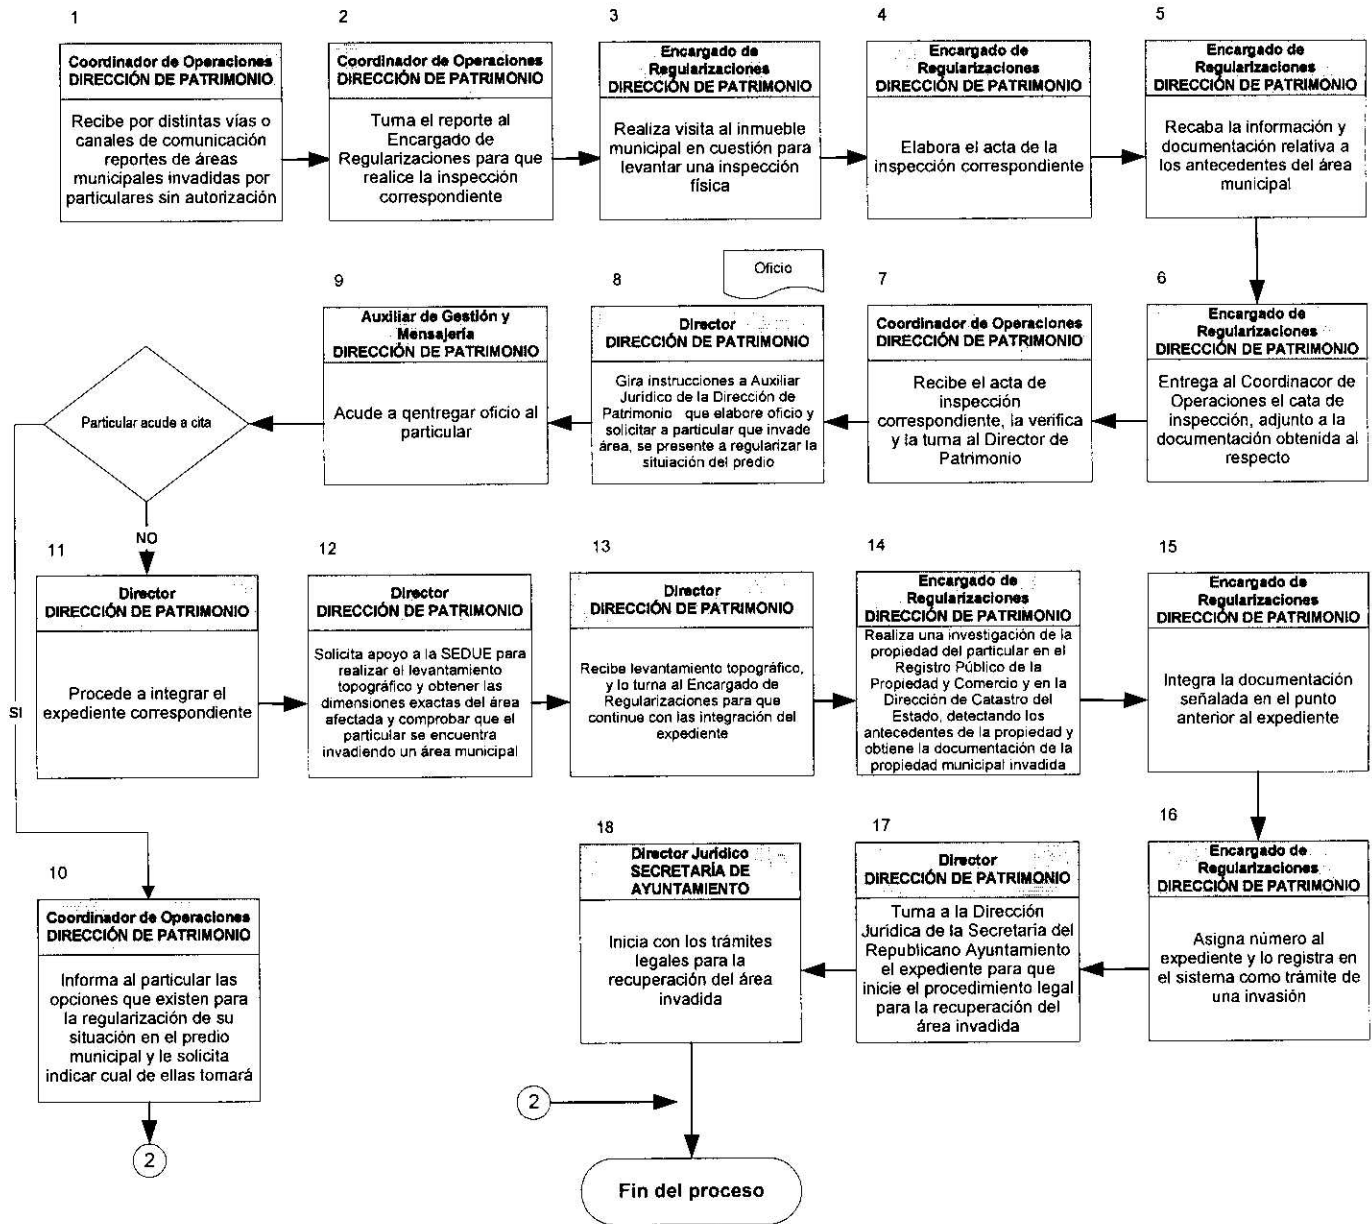 1
Coordinador de Operaciones
DIRECCIÓN DE PATRIMONIO
Recibe por distintas vías o
canales de comunicación
reportes de áreas
municipales invadidas por
particulares sin autorización
2
Coordinador de Operaciones
DIRECCIÓN DE PATRIMONIO
Turna el reporte al
Encargado de
Regularizaciones para que
realice la inspección
correspondiente
3
Encargado de
Regularizaciones
DIRECCIÓN DE PATRIMONIO
Realiza visita al inmueble
municipal en cuestión para
levantar una inspección
física
4
Encargado de
Regularizaciones
DIRECCIÓN DE PATRIMONIO
Elabora el acta de la
inspección correspondiente
5
Encargado de
Regularizaciones
DIRECCIÓN DE PATRIMONIO
Recaba la información y
documentación relativa a
los antecedentes del área
municipal
6
Encargado de
Regularizaciones
DIRECCIÓN DE PATRIMONIO
Entrega al Coordinacor de
Operaciones el cata de
inspección, adjunto a la
documentación obtenida al
respecto
7
Coordinador de Operaciones
DIRECCIÓN DE PATRIMONIO
Recibe el acta de
inspección
correspondiente, la verifica
y la turna al Director de
Patrimonio
Oficio
8
Director
DIRECCIÓN DE PATRIMONIO
Gira instrucciones a Auxiliar
Jurídico de la Dirección de
Patrimonio que elabore oficio y
solicitar a particular que invade
área, se presente a regularizar la
situiación del predio
9
Auxiliar de Gestión y
Mensajería
DIRECCIÓN DE PATRIMONIO
Acude a qentregar oficio al
particular
Particular acude a cita
NO
SI
11
Director
DIRECCIÓN DE PATRIMONIO
Procede a integrar el
expediente correspondiente
12
Director
DIRECCIÓN DE PATRIMONIO
Solicita apoyo a la SEDUE para
realizar el levantamiento
topográfico y obtener las
dimensiones exactas del área
afectada y comprobar que el
particular se encuentra
invadiendo un área municipal
13
Director
DIRECCIÓN DE PATRIMONIO
Recibe levantamiento topográfico,
y lo turna al Encargado de
Regularizaciones para que
continue con las integración del
expediente
14
Encargado de
Regularizaciones
DIRECCIÓN DE PATRIMONIO
Realiza una investigación de la
propiedad del particular en el
Registro Público de la
Propiedad y Comercio y en la
Dirección de Catastro del
Estado, detectando los
antecedentes de la propiedad y
obtiene la documentación de la
propiedad municipal invadida
15
Encargado de
Regularizaciones
DIRECCIÓN DE PATRIMONIO
Integra la documentación
señalada en el punto
anterior al expediente
16
Encargado de
Regularizaciones
DIRECCIÓN DE PATRIMONIO
Asigna número al
expediente y lo registra en
el sistema como trámite de
una invasión
17
Director
DIRECCIÓN DE PATRIMONIO
Turna a la Dirección
Jurídica de la Secretaría del
Republicano Ayuntamiento
el expediente para que
inicie el procedimiento legal
para la recuperación del
área invadida
18
Director Jurídico
SECRETARÍA DE
AYUNTAMIENTO
Inicia con los trámites
legales para la
recuperación del área
invadida
10
Coordinador de Operaciones
DIRECCIÓN DE PATRIMONIO
Informa al particular las
opciones que existen para
la regularización de su
situación en el predio
municipal y le solicita
indicar cual de ellas tomará
2
2
Fin del proceso